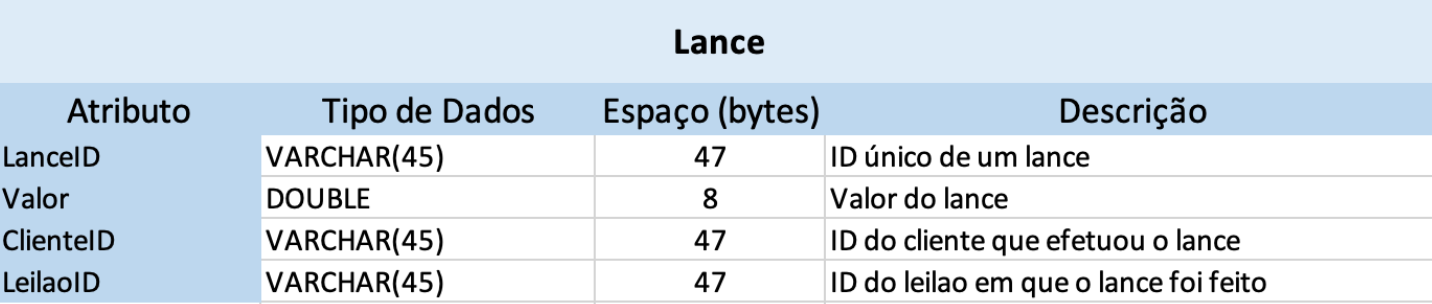 Lance
Atributo Tipo de Dados Espaço (bytes) Descrição
LanceID VARCHAR(45) 47 ID único de um lance
Valor DOUBLE 8 Valor do lance
ClienteID VARCHAR(45) 47 ID do cliente que efetuou o lance
LeilaoID VARCHAR(45) 47 ID do leilao em que o lance foi feito